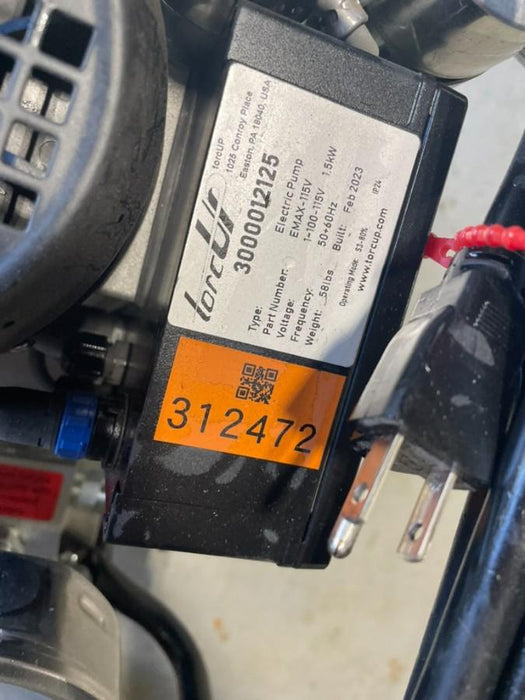 torcUP
torcUP
1025 Conroy Place
Easton, PA 18040, USA
3000012125
Type: Electric Pump
Part Number: EMAX-115V
Voltage: 1~100-115V 1.5kW
Frequency: 50+60Hz
Weight: 58lbs. Built: Feb 2023
Operating Mode: S3-80% IP24
www.torcup.com
312472